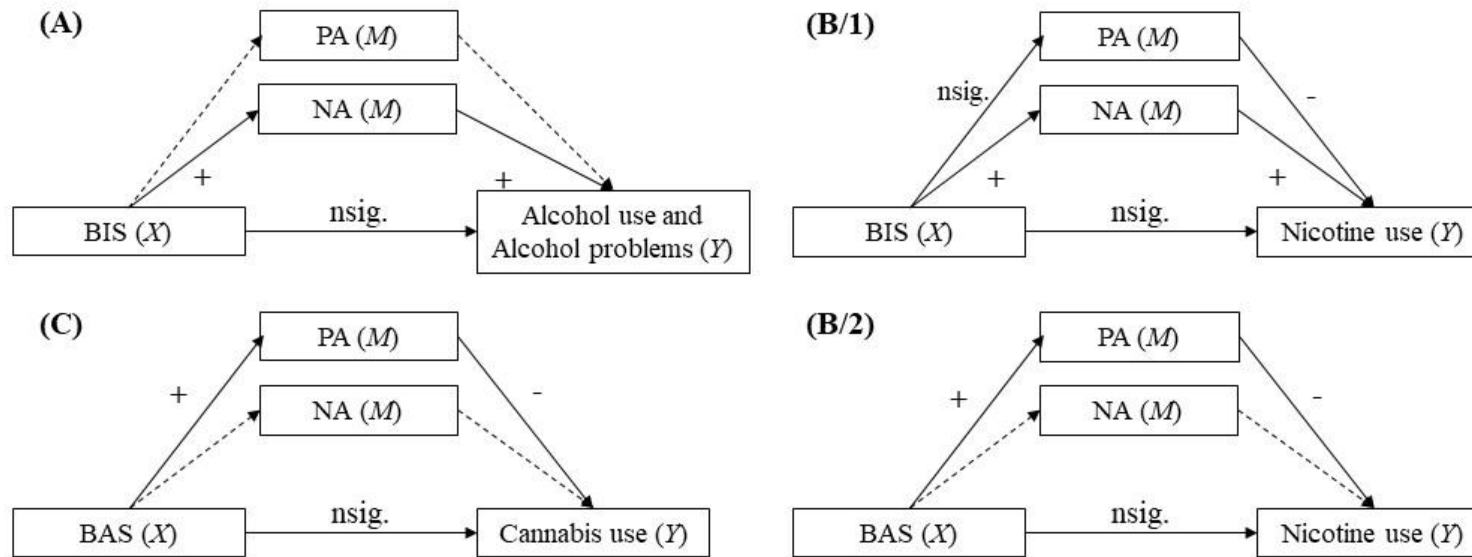 (A)
PA (M)
NA (M)
+
+
BIS (X)
nsig.
Alcohol use and
Alcohol problems (Y)
(B/1)
PA (M)
nsig.
-
NA (M)
+
+
BIS (X)
nsig.
Nicotine use (Y)
(C)
PA (M)
+
-
NA (M)
BAS (X)
nsig.
Cannabis use (Y)
(B/2)
PA (M)
+
-
NA (M)
BAS (X)
nsig.
Nicotine use (Y)